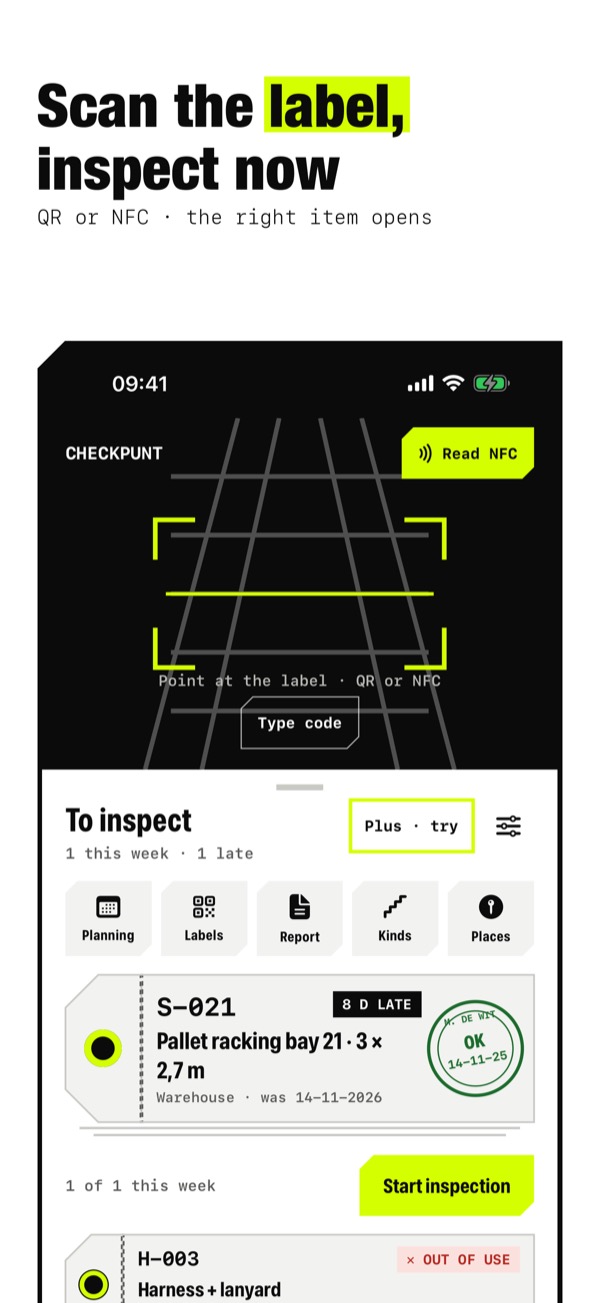 Scan the label,
inspect now
QR or NFC · the right item opens
09:41
CHECKPUNT
Read NFC
Point at the label · QR or NFC
Type code
To inspect
Plus · try
1 this week · 1 late
Planning
Labels
Report
Kinds
Places
S-021
8 D LATE
Pallet racking bay 21 · 3 ×
2,7 m
Warehouse · was 14-11-2026
M. DE WIT
OK
14-11-25
1 of 1 this week
Start inspection
H-003
× OUT OF USE
Harness + lanyard